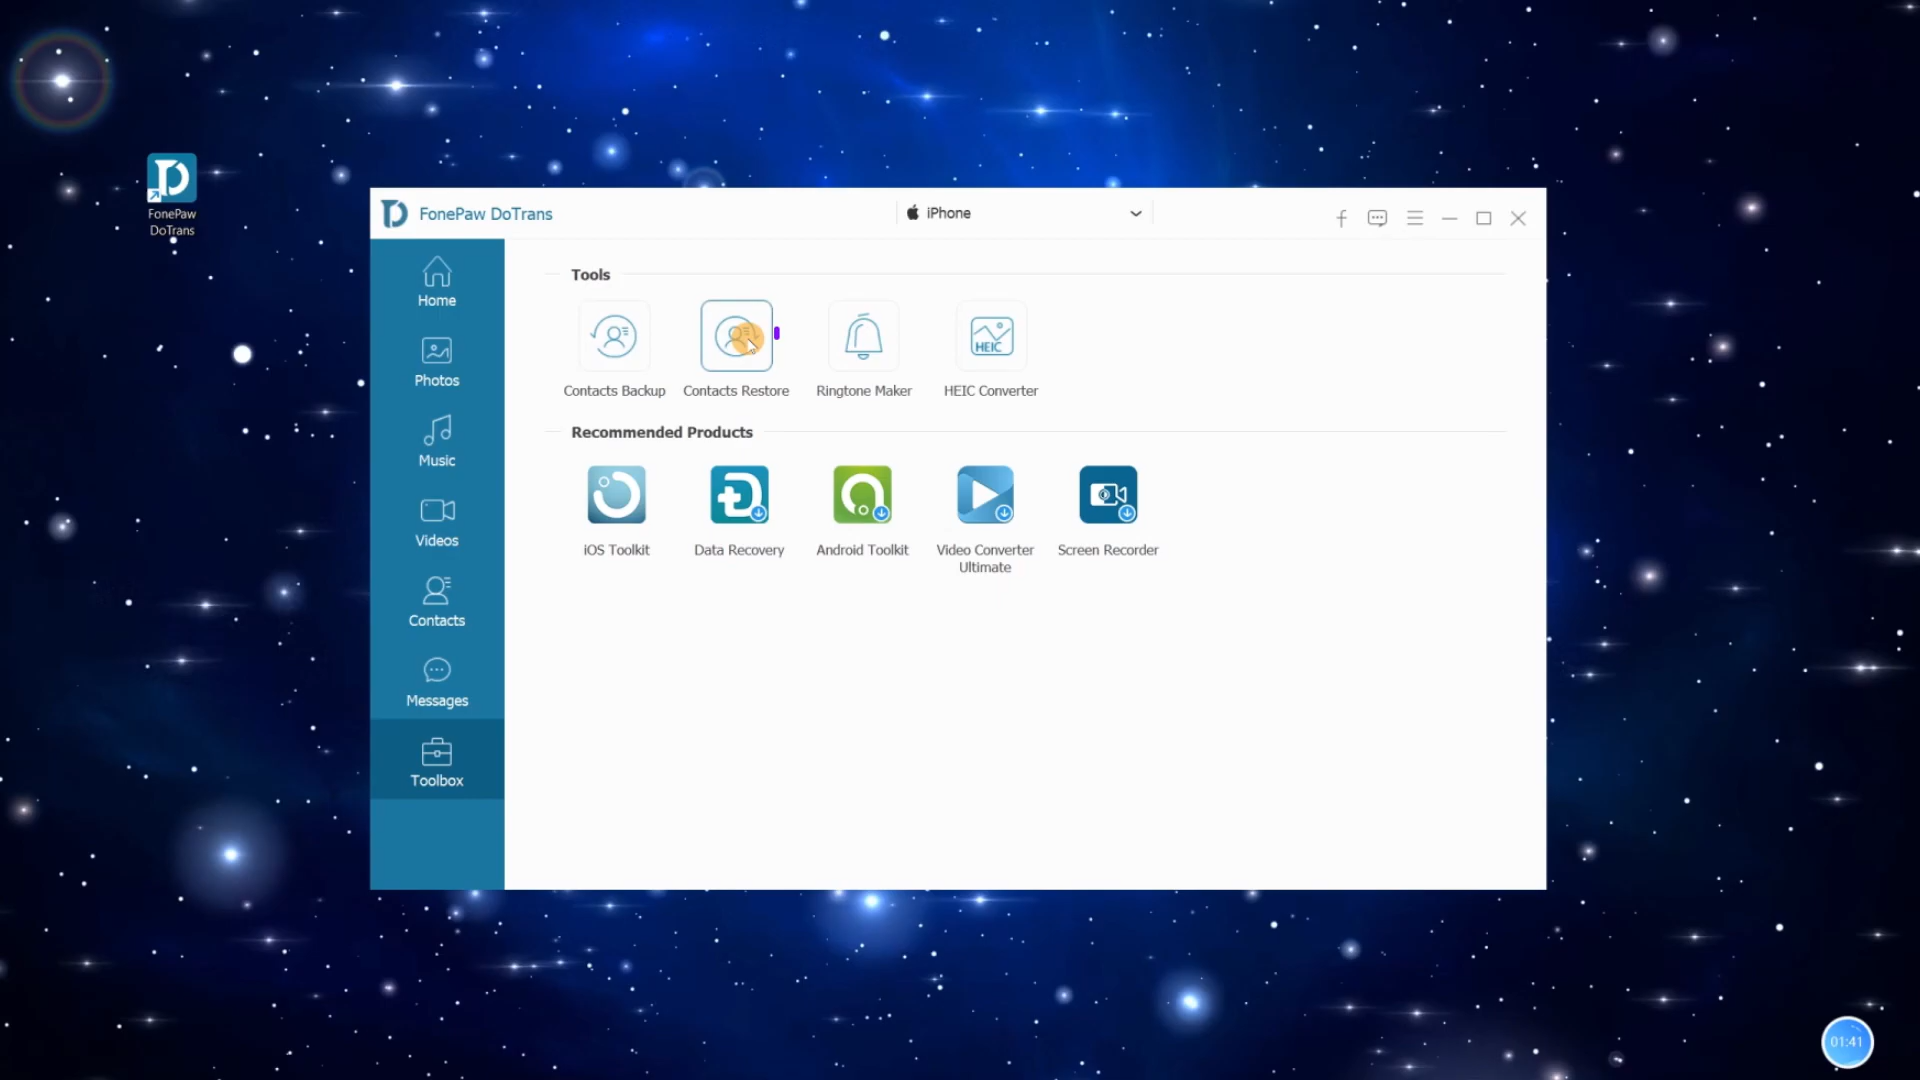 FonePaw
DoTrans
FonePaw DoTrans
iPhone
Home
Photos
Music
Videos
Contacts
Messages
Toolbox
Tools
Contacts Backup
Contacts Restore
Ringtone Maker
HEIC
HEIC Converter
Recommended Products
iOS Toolkit
Data Recovery
Android Toolkit
Video Converter
Ultimate
Screen Recorder
01:41